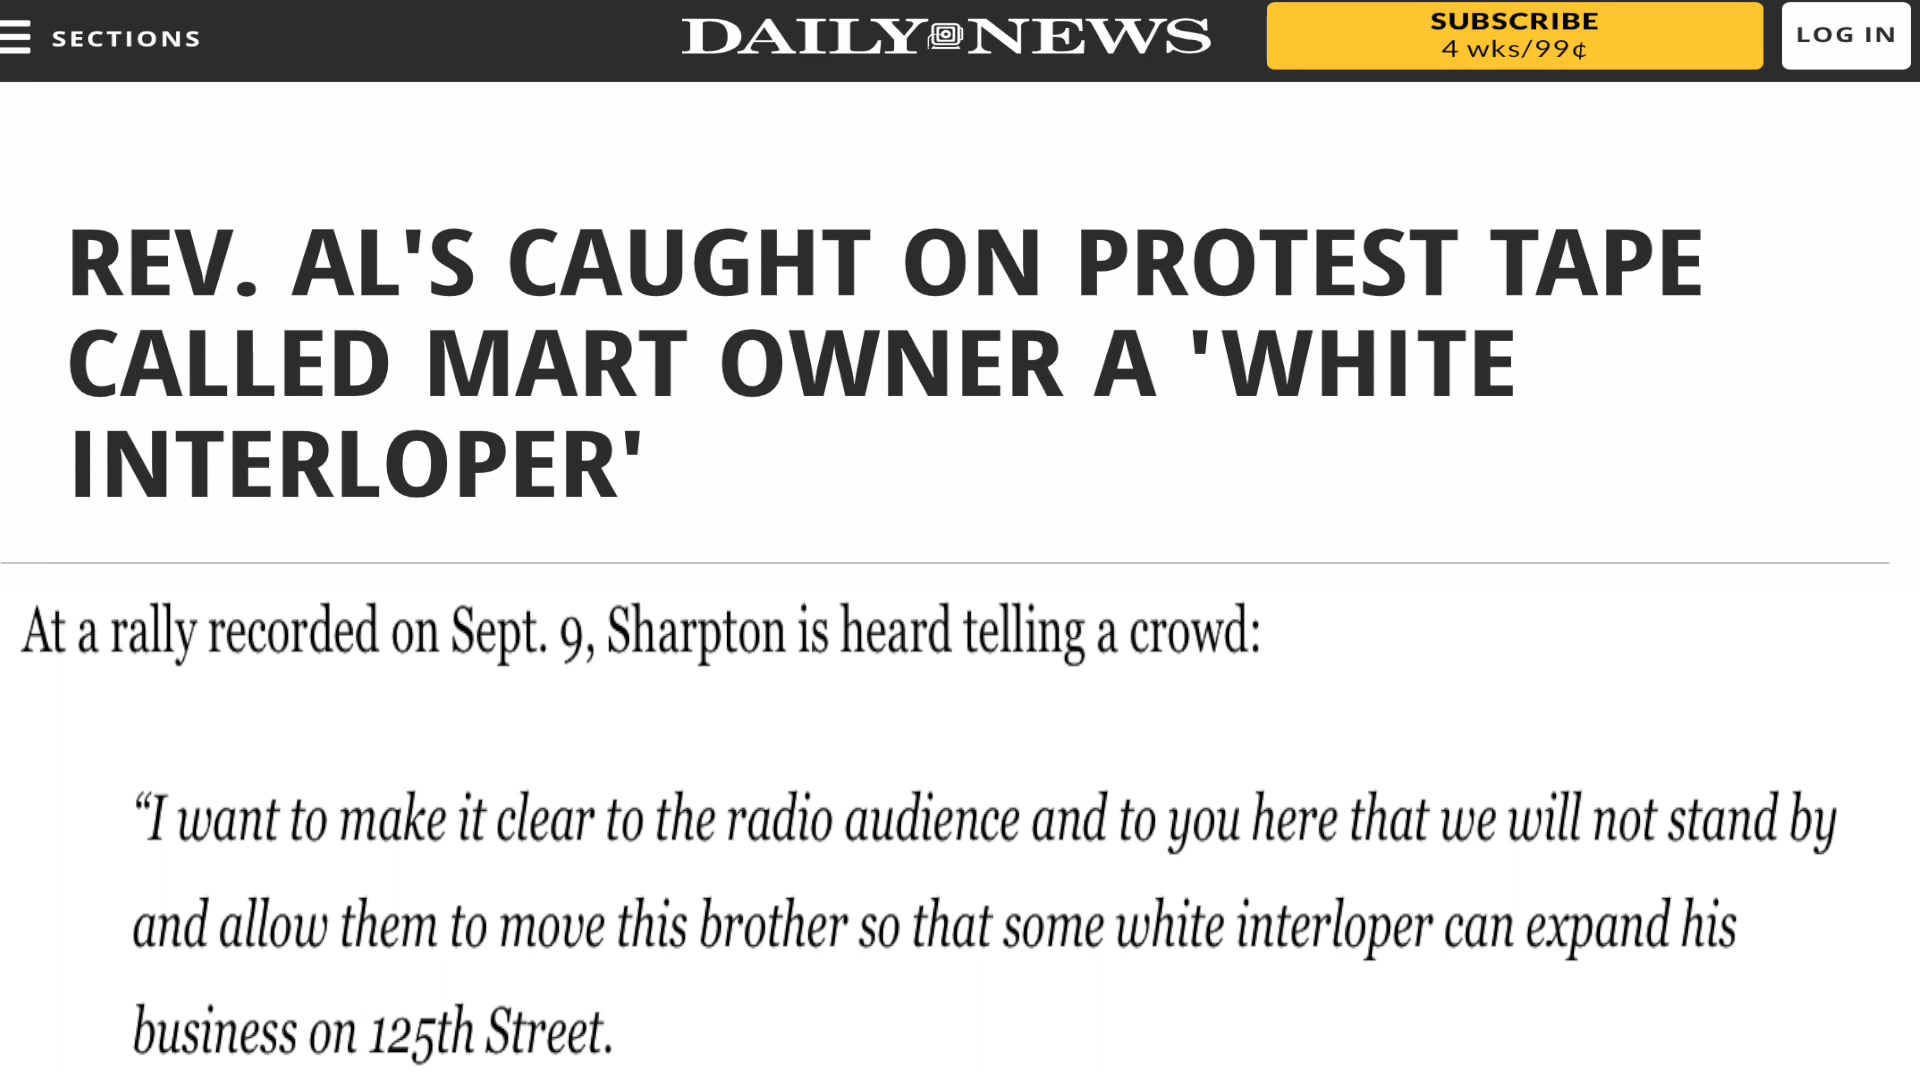 SECTIONS
DAILY NEWS
SUBSCRIBE
4 wks/99¢
LOG IN
REV. AL'S CAUGHT ON PROTEST TAPE
CALLED MART OWNER A 'WHITE
INTERLOPER'
At a rally recorded on Sept. 9, Sharpton is heard telling a crowd:
“I want to make it clear to the radio audience and to you here that we will not stand by
and allow them to move this brother so that some white interloper can expand his
business on 125th Street.